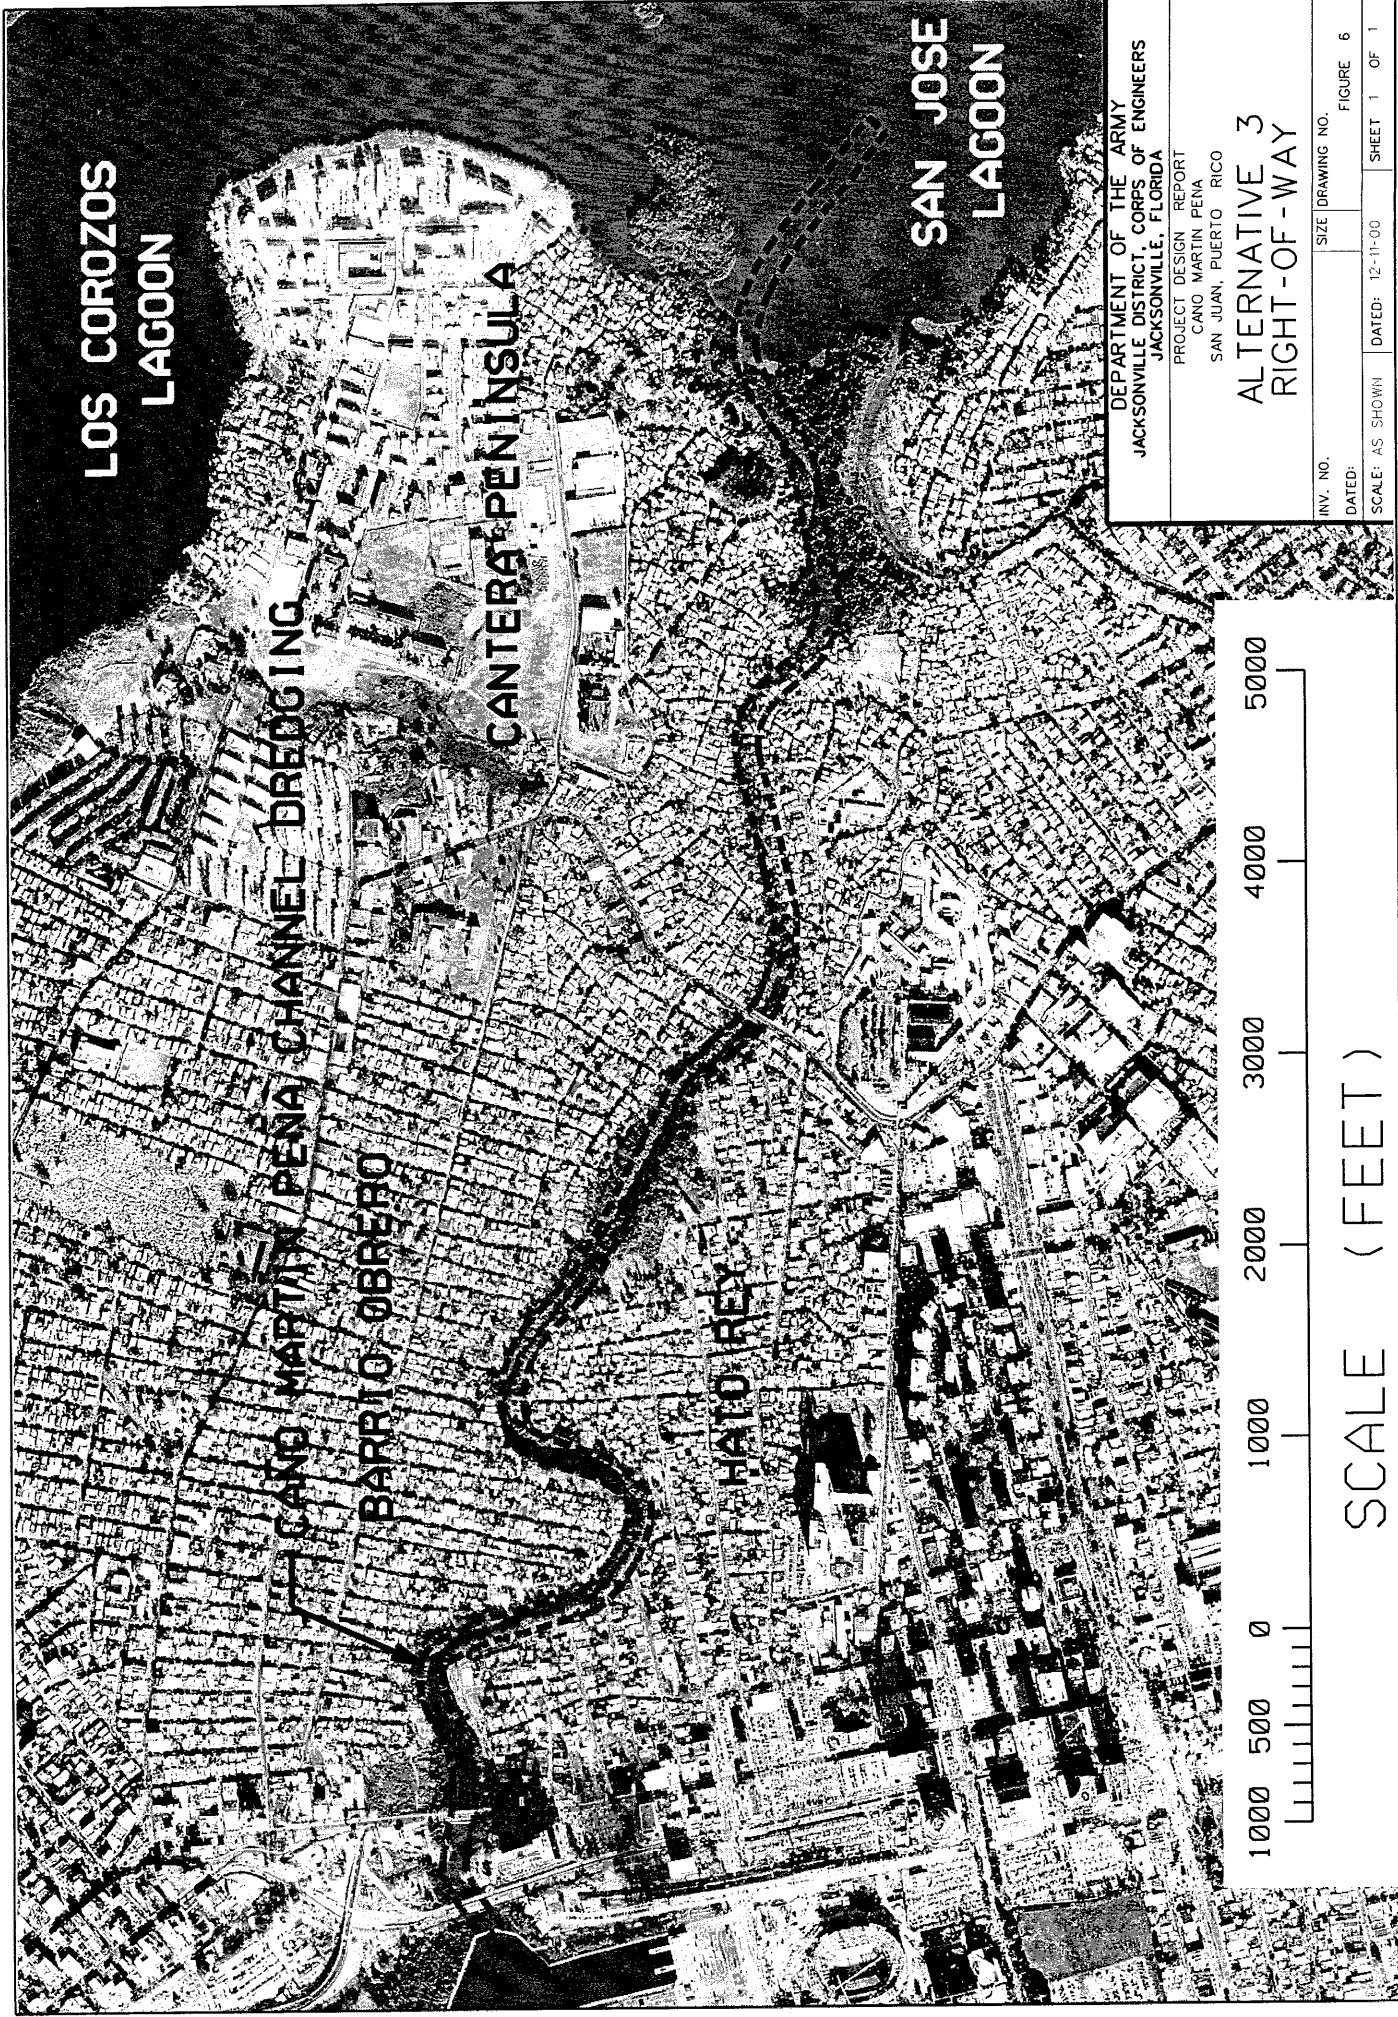 LOS COROZOS
LAGOON
CANO MARTIN PENA CHANNEL DREDGING
BARRIO OBRERO
CANTERA PENINSULA
HATO REY
SAN JOSE
LAGOON
DEPARTMENT OF THE ARMY
JACKSONVILLE DISTRICT, CORPS OF ENGINEERS
JACKSONVILLE, FLORIDA
PROJECT DESIGN REPORT
CANO MARTIN PENA
SAN JUAN, PUERTO RICO
ALTERNATIVE 3
RIGHT-OF-WAY
INV. NO.
SIZE
DRAWING NO.
DATED:
FIGURE 6
SCALE: AS SHOWN
DATED: 12-11-00
SHEET 1 OF 1
1000 500 0 1000 2000 3000 4000 5000
SCALE (FEET)